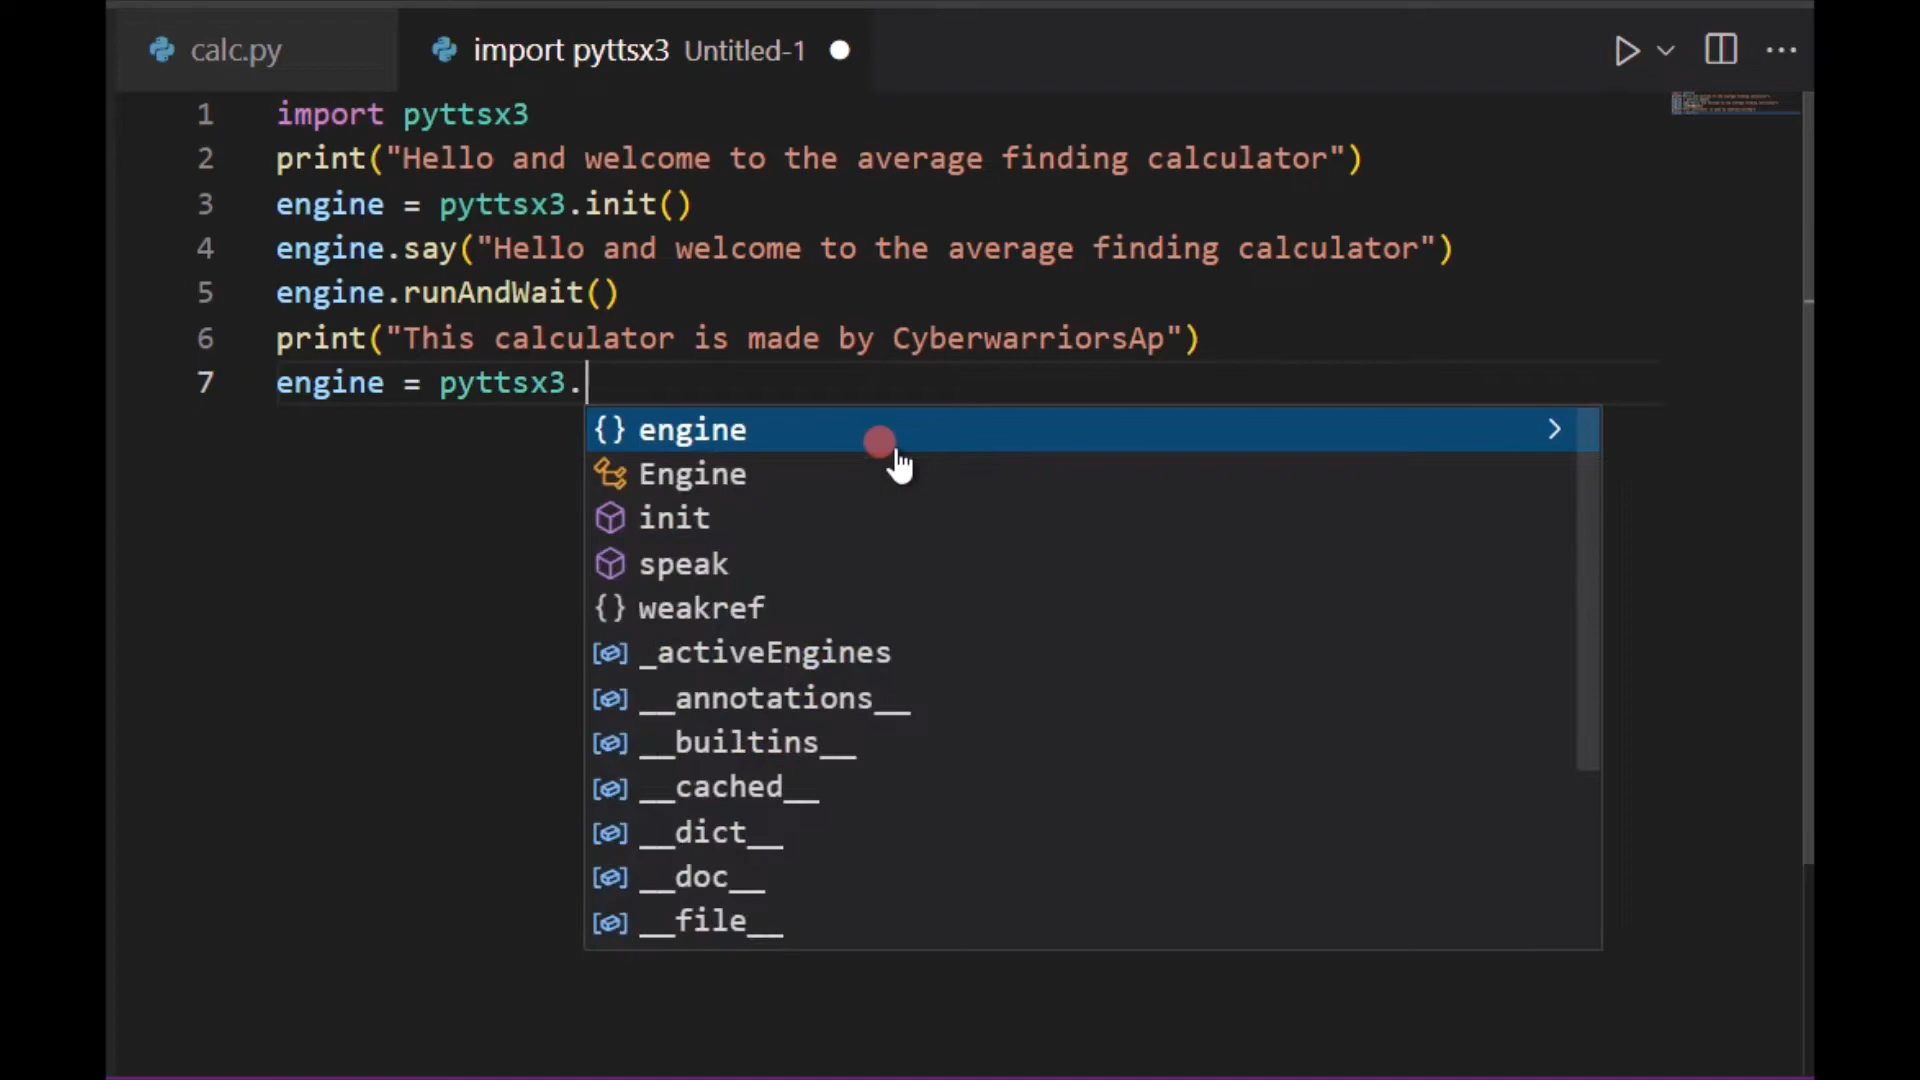 calc.py import pyttsx3 Untitled-1
1 import pyttsx3
2 print("Hello and welcome to the average finding calculator")
3 engine = pyttsx3.init()
4 engine.say("Hello and welcome to the average finding calculator")
5 engine.runAndWait()
6 print("This calculator is made by CyberwarriorsAp")
7 engine = pyttsx3.
{} engine
Engine
init
speak
{} weakref
_activeEngines
__annotations__
__builtins__
__cached__
__dict__
__doc__
__file__